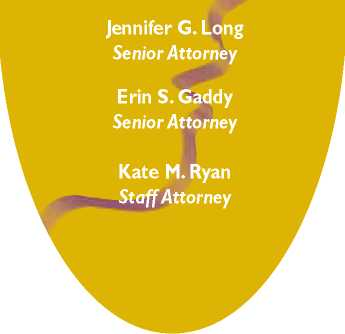 Jennifer G. Long
Senior Attorney
Erin S. Gaddy
Senior Attorney
Kate M. Ryan
Staff Attorney